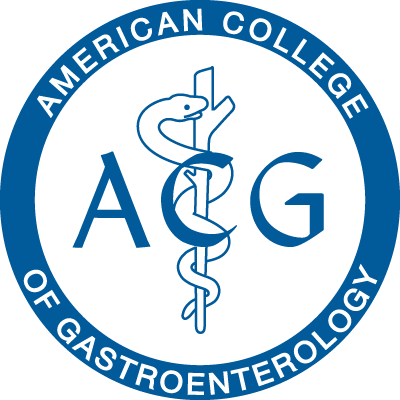 AMERICAN COLLEGE
ACG
OF GASTROENTEROLOGY